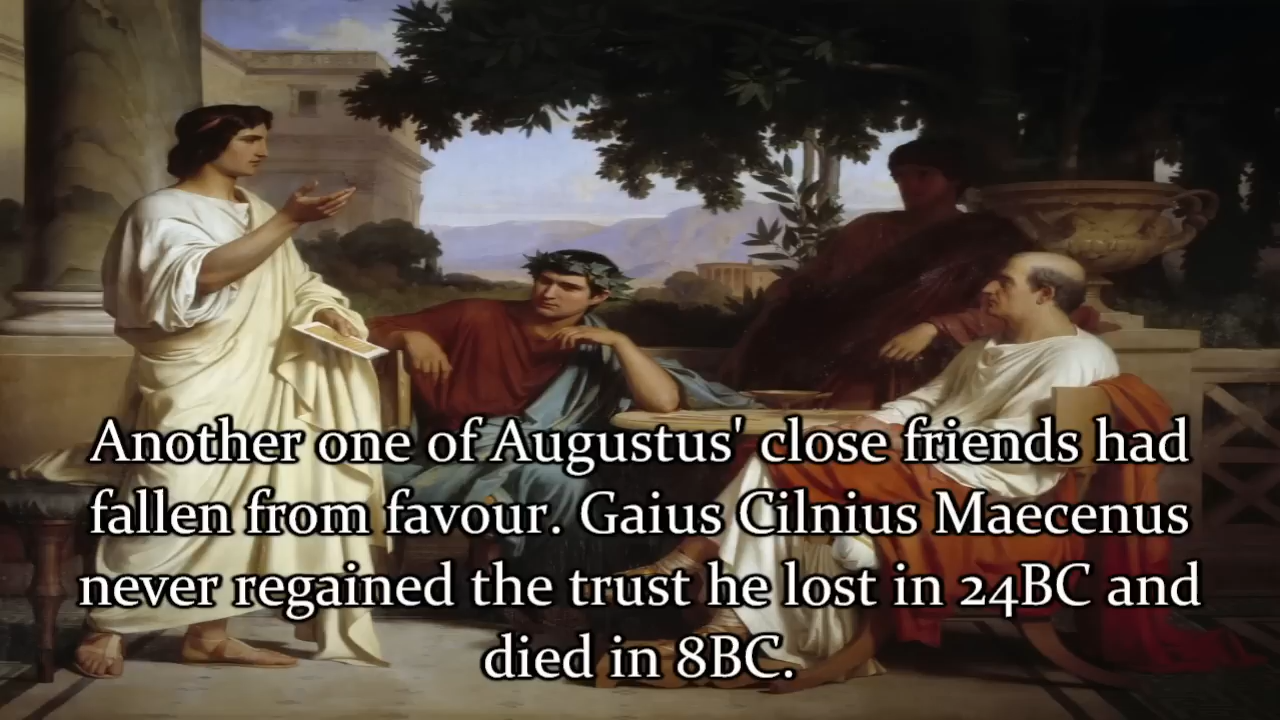 Another one of Augustus' close friends had
fallen from favour. Gaius Cilnius Maecenus
never regained the trust he lost in 24BC and
died in 8BC.